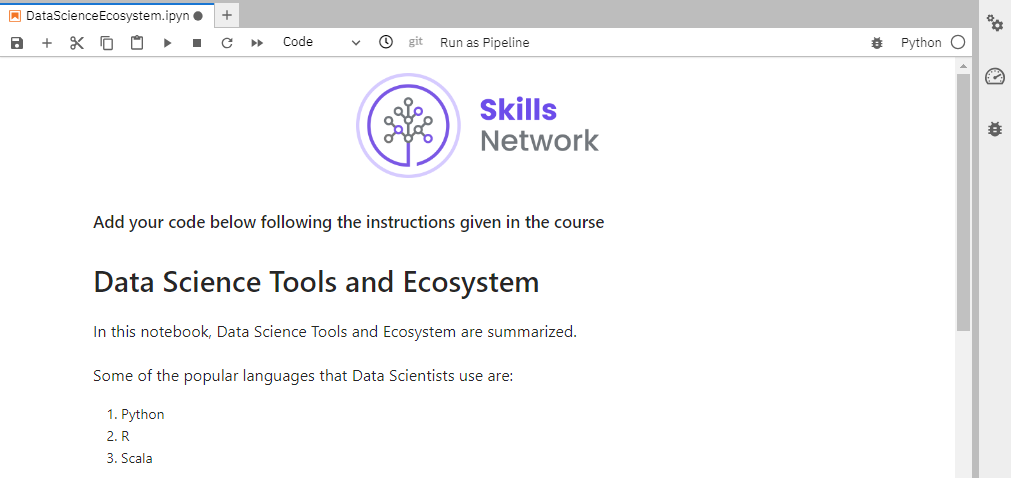 DataScienceEcosystem.ipyn
Code git Run as Pipeline Python
Skills
Network
Add your code below following the instructions given in the course
Data Science Tools and Ecosystem
In this notebook, Data Science Tools and Ecosystem are summarized.
Some of the popular languages that Data Scientists use are:
1. Python
2. R
3. Scala